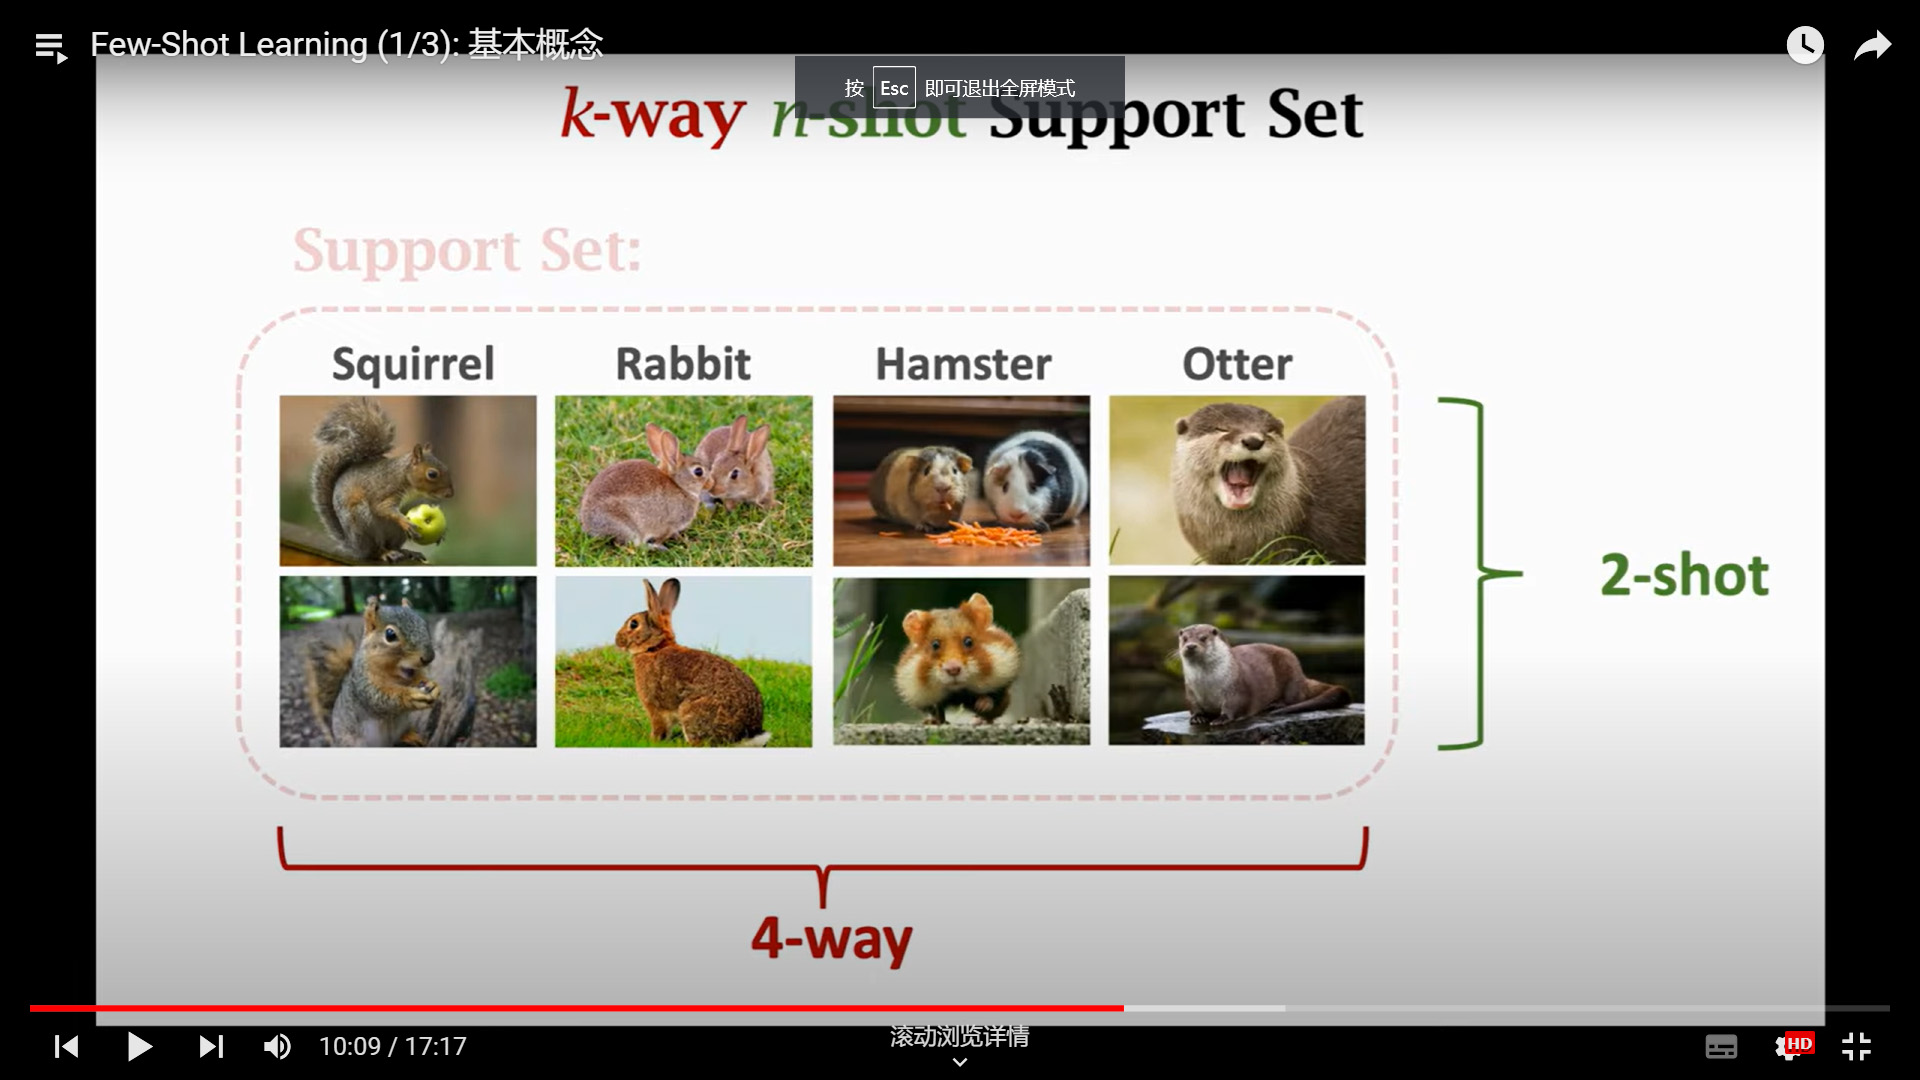 Few-Shot Learning (1/3): 基本概念
按 Esc 即可退出全屏模式
k-way n-shot Support Set
Support Set:
Squirrel Rabbit Hamster Otter
2-shot
4-way
10:09 / 17:17
滚动浏览详情
HD